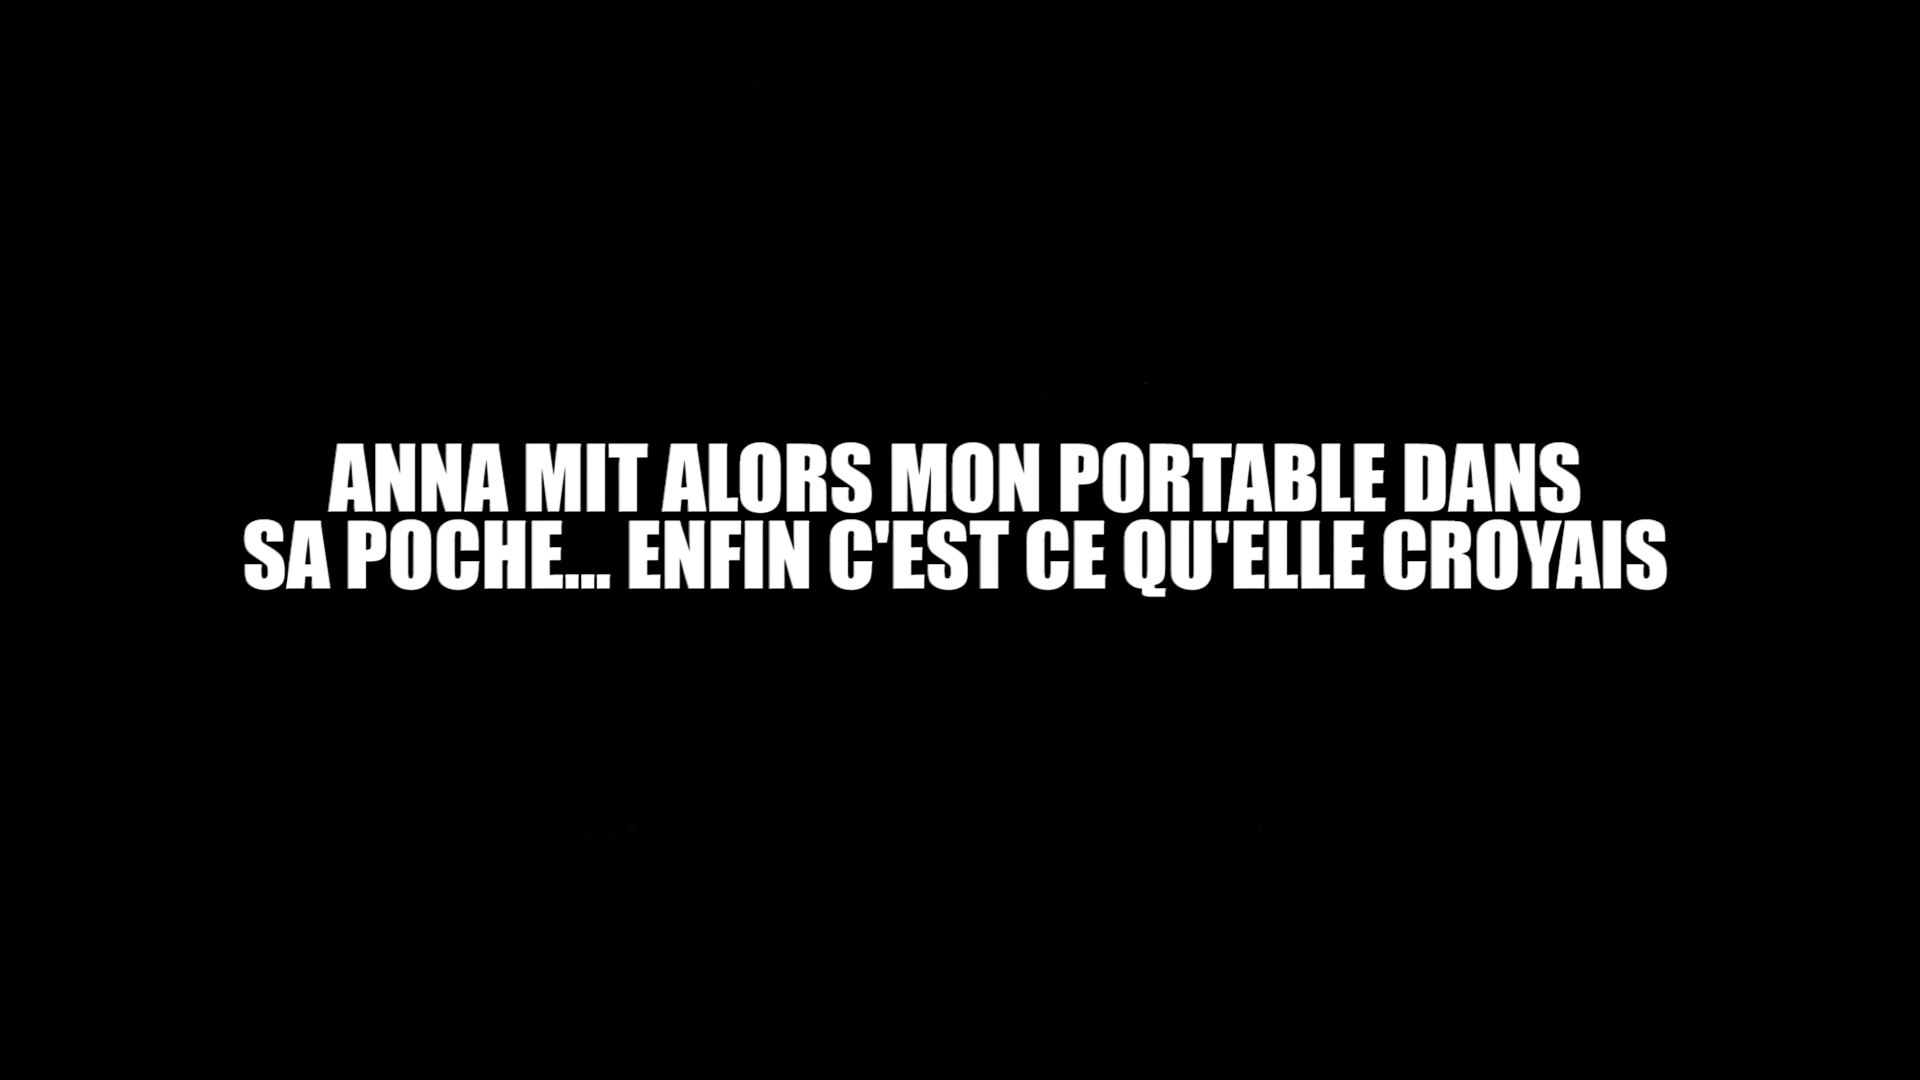 ANNA MIT ALORS MON PORTABLE DANS
SA POCHE... ENFIN C'EST CE QU'ELLE CROYAIS